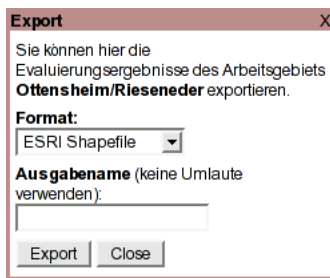 Export X
Sie können hier die
Evaluierungsergebnisse des Arbeitsgebiets
Ottensheim/Rieseneder exportieren.
Format:
ESRI Shapefile
Ausgabename (keine Umlaute
verwenden):
Export Close